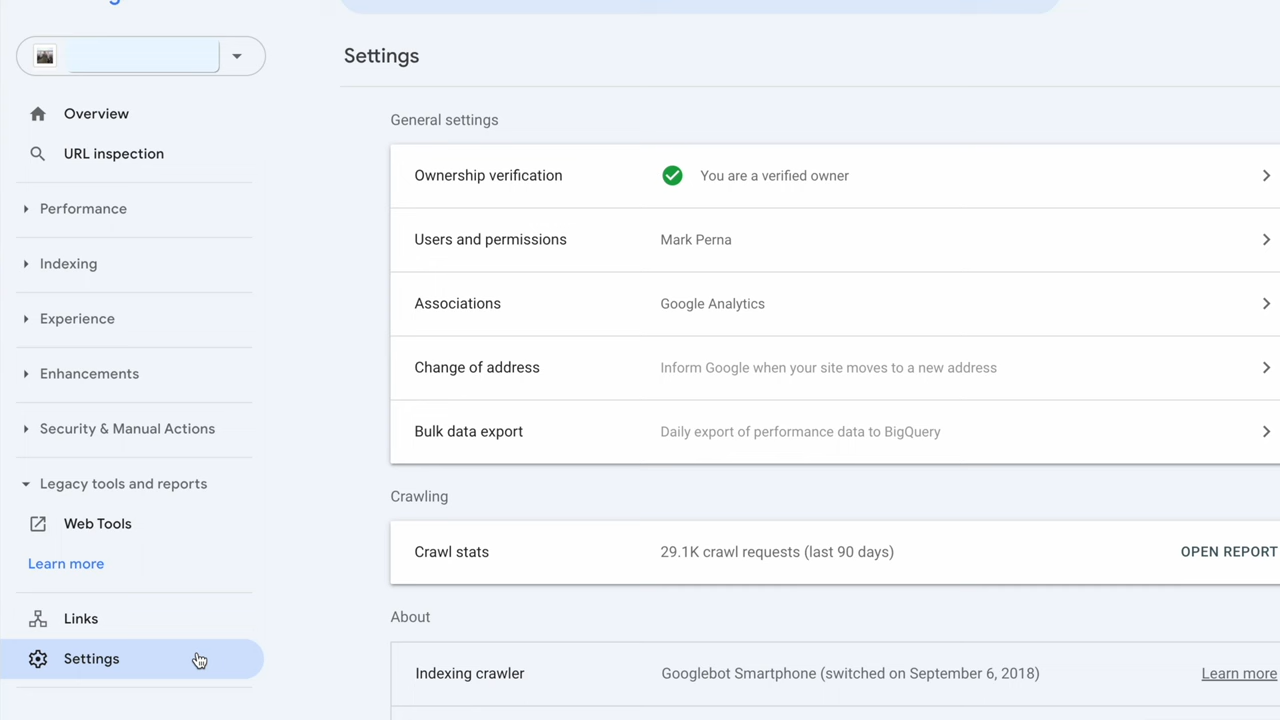 Settings
Overview
URL inspection
Performance
Indexing
Experience
Enhancements
Security & Manual Actions
Legacy tools and reports
Web Tools
Learn more
Links
Settings
General settings
Ownership verification You are a verified owner
Users and permissions Mark Perna
Associations Google Analytics
Change of address Inform Google when your site moves to a new address
Bulk data export Daily export of performance data to BigQuery
Crawling
Crawl stats 29.1K crawl requests (last 90 days) OPEN REPORT
About
Indexing crawler Googlebot Smartphone (switched on September 6, 2018) Learn more